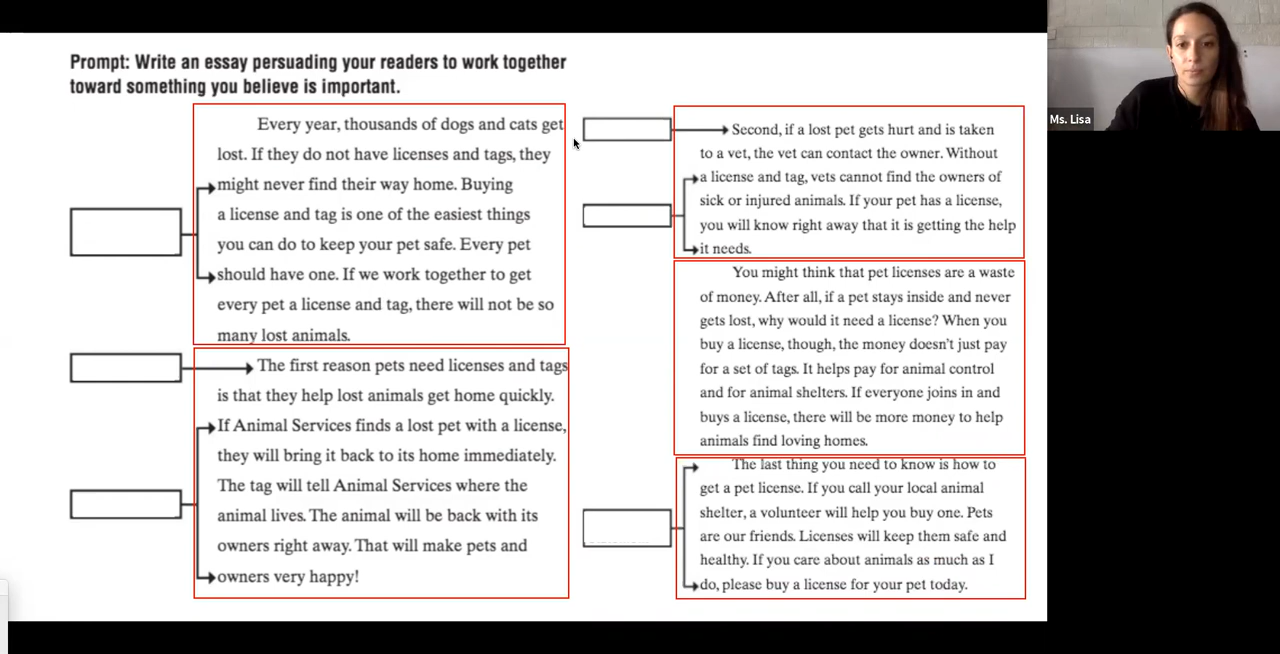 Prompt: Write an essay persuading your readers to work together
toward something you believe is important.
Every year, thousands of dogs and cats get
lost. If they do not have licenses and tags, they
might never find their way home. Buying
a license and tag is one of the easiest things
you can do to keep your pet safe. Every pet
should have one. If we work together to get
every pet a license and tag, there will not be so
many lost animals.
The first reason pets need licenses and tags
is that they help lost animals get home quickly.
If Animal Services finds a lost pet with a license,
they will bring it back to its home immediately.
The tag will tell Animal Services where the
animal lives. The animal will be back with its
owners right away. That will make pets and
owners very happy!
Second, if a lost pet gets hurt and is taken
to a vet, the vet can contact the owner. Without
a license and tag, vets cannot find the owners of
sick or injured animals. If your pet has a license,
you will know right away that it is getting the help
it needs.
You might think that pet licenses are a waste
of money. After all, if a pet stays inside and never
gets lost, why would it need a license? When you
buy a license, though, the money doesn't just pay
for a set of tags. It helps pay for animal control
and for animal shelters. If everyone joins in and
buys a license, there will be more money to help
animals find loving homes.
The last thing you need to know is how to
get a pet license. If you call your local animal
shelter, a volunteer will help you buy one. Pets
are our friends. Licenses will keep them safe and
healthy. If you care about animals as much as I
do, please buy a license for your pet today.
Ms. Lisa